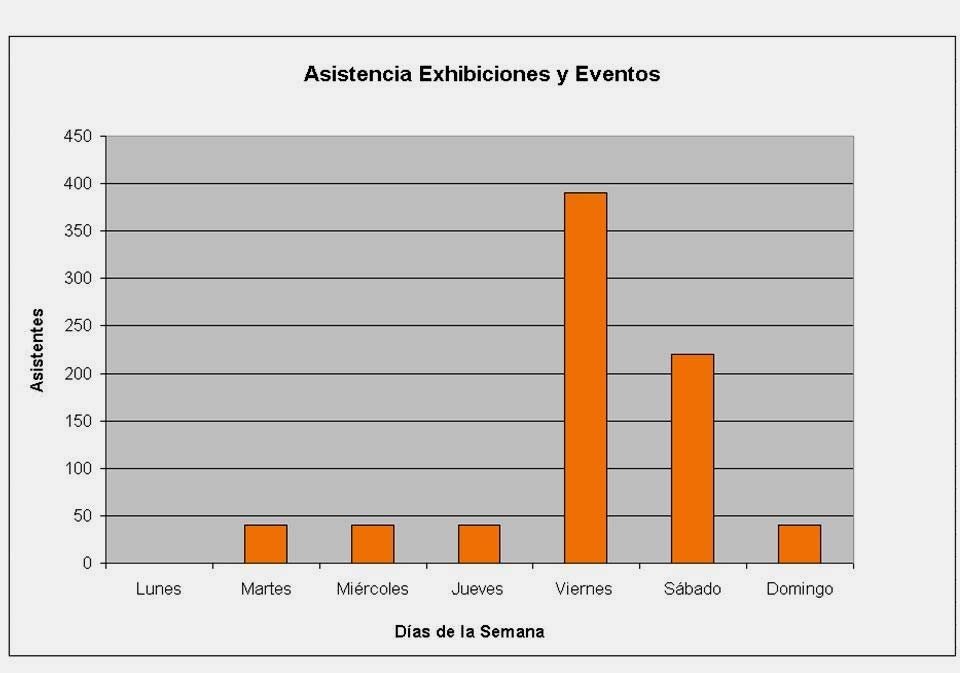 Asistencia Exhibiciones y Eventos
450
400
350
300
250
200
150
100
50
0
Asistentes
Lunes Martes Miércoles Jueves Viernes Sábado Domingo
Días de la Semana